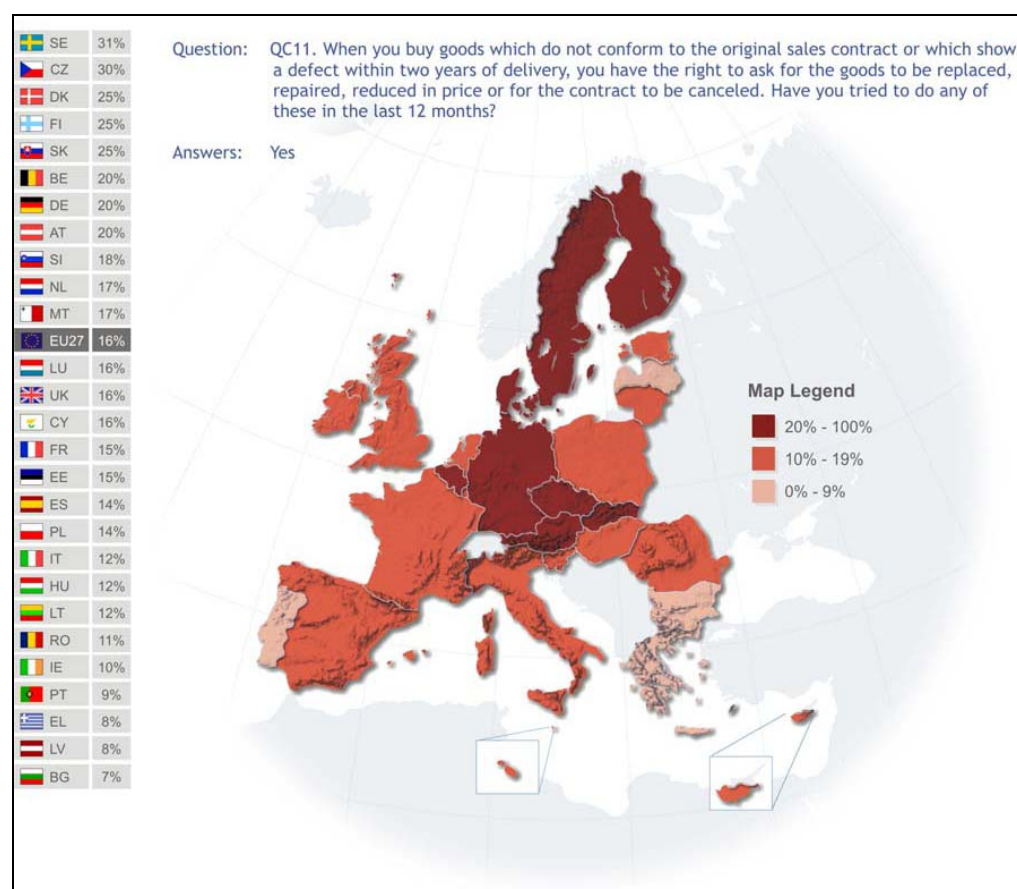 SE 31%
CZ 30%
DK 25%
FI 25%
SK 25%
BE 20%
DE 20%
AT 20%
SI 18%
NL 17%
MT 17%
EU27 16%
LU 16%
UK 16%
CY 16%
FR 15%
EE 15%
ES 14%
PL 14%
IT 12%
HU 12%
LT 12%
RO 11%
IE 10%
PT 9%
EL 8%
LV 8%
BG 7%
Question: QC11. When you buy goods which do not conform to the original sales contract or which show
a defect within two years of delivery, you have the right to ask for the goods to be replaced,
repaired, reduced in price or for the contract to be canceled. Have you tried to do any of
these in the last 12 months?
Answers: Yes
Map Legend
20% - 100%
10% - 19%
0% - 9%